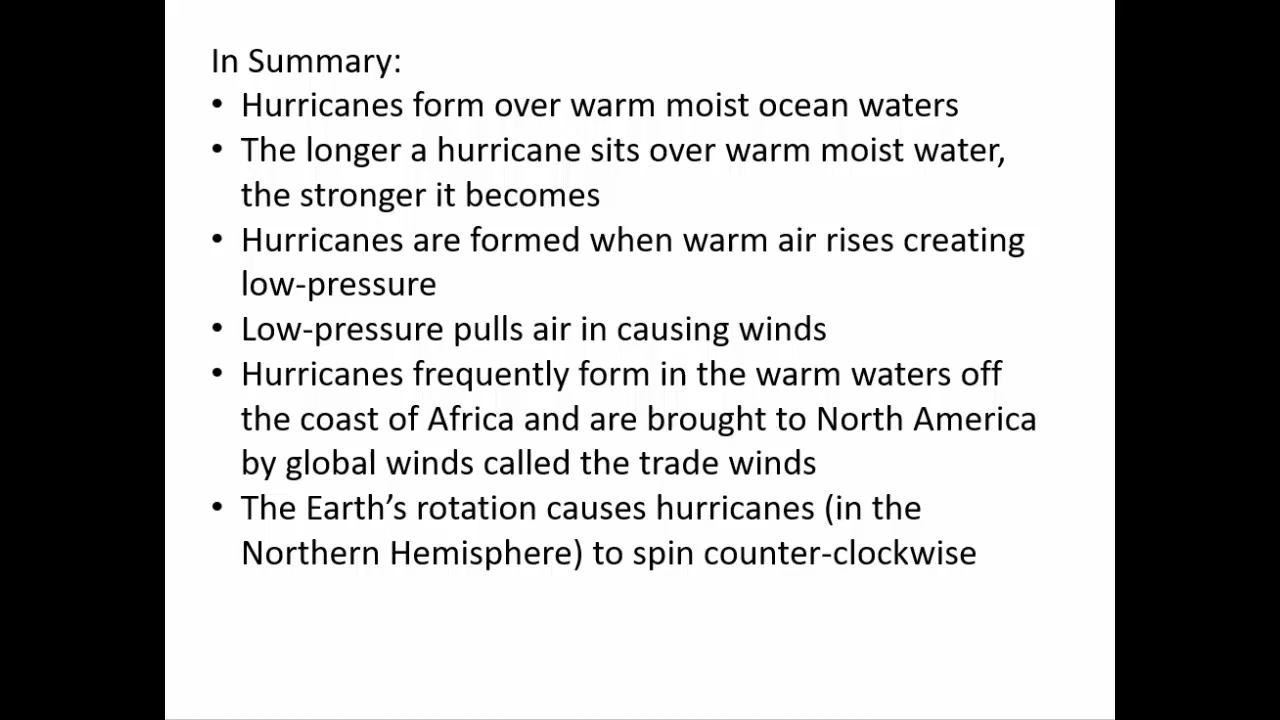 In Summary:
• Hurricanes form over warm moist ocean waters
• The longer a hurricane sits over warm moist water,
the stronger it becomes
• Hurricanes are formed when warm air rises creating
low-pressure
• Low-pressure pulls air in causing winds
• Hurricanes frequently form in the warm waters off
the coast of Africa and are brought to North America
by global winds called the trade winds
• The Earth’s rotation causes hurricanes (in the
Northern Hemisphere) to spin counter-clockwise